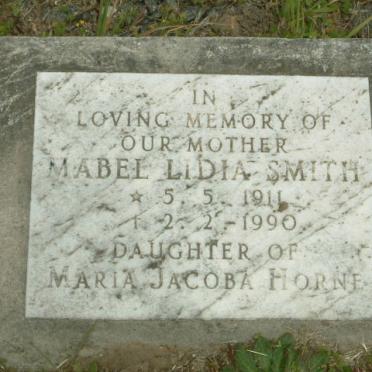 IN
LOVING MEMORY OF
OUR MOTHER
MABEL LIDIA SMITH
★ 5. 5. 1911
† 2. 2. 1990
DAUGHTER OF
MARIA JACOBA HORNE